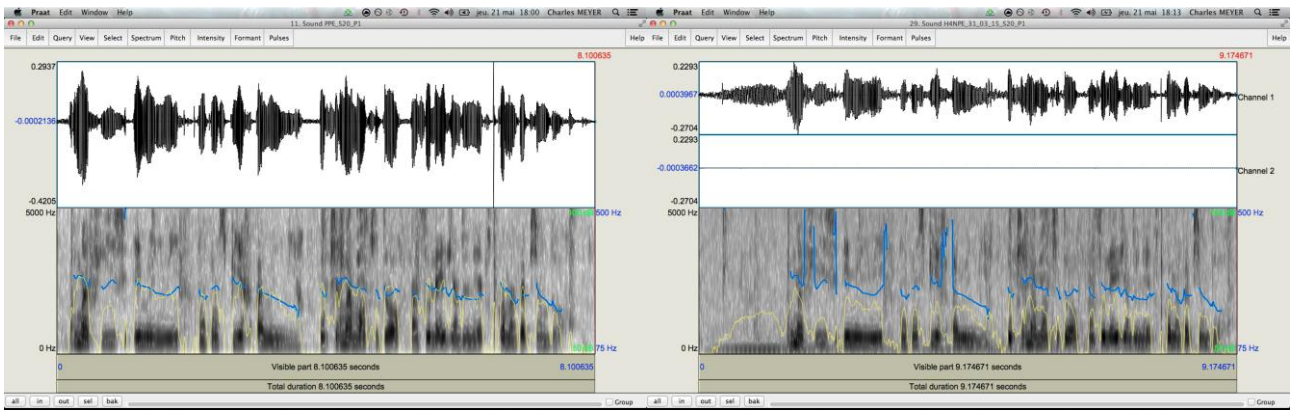 Praat Edit Window Help jeu. 21 mai 18:00 Charles MEYER
11. Sound PPE_S20_P1
File Edit Query View Select Spectrum Pitch Intensity Formant Pulses Help
8.100635
0.2937
-0.0002136
-0.4205
5000 Hz
500 Hz
0 Hz
75 Hz
0 Visible part 8.100635 seconds 8.100635
Total duration 8.100635 seconds
all in out sel bak Group
Praat Edit Window Help jeu. 21 mai 18:13 Charles MEYER
29. Sound H4NPE_31_03_15_S20_P1
File Edit Query View Select Spectrum Pitch Intensity Formant Pulses Help
9.174671
0.2293
0.0003967
Channel 1
-0.2704
0.2293
-0.0003662
Channel 2
-0.2704
5000 Hz
500 Hz
0 Hz
75 Hz
0 Visible part 9.174671 seconds 9.174671
Total duration 9.174671 seconds
all in out sel bak Group